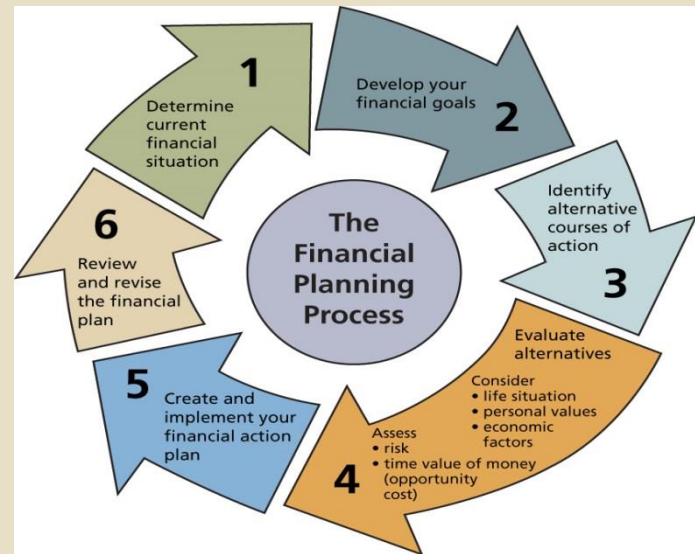 The
Financial
Planning
Process
1
Determine
current
financial
situation
Develop your
financial goals
2
Identify
alternative
courses of
action
3
Evaluate
alternatives
Consider
• life situation
• personal values
• economic
factors
Assess
• risk
• time value of money
(opportunity
cost)
4
5
Create and
implement your
financial action
plan
6
Review
and revise
the financial
plan